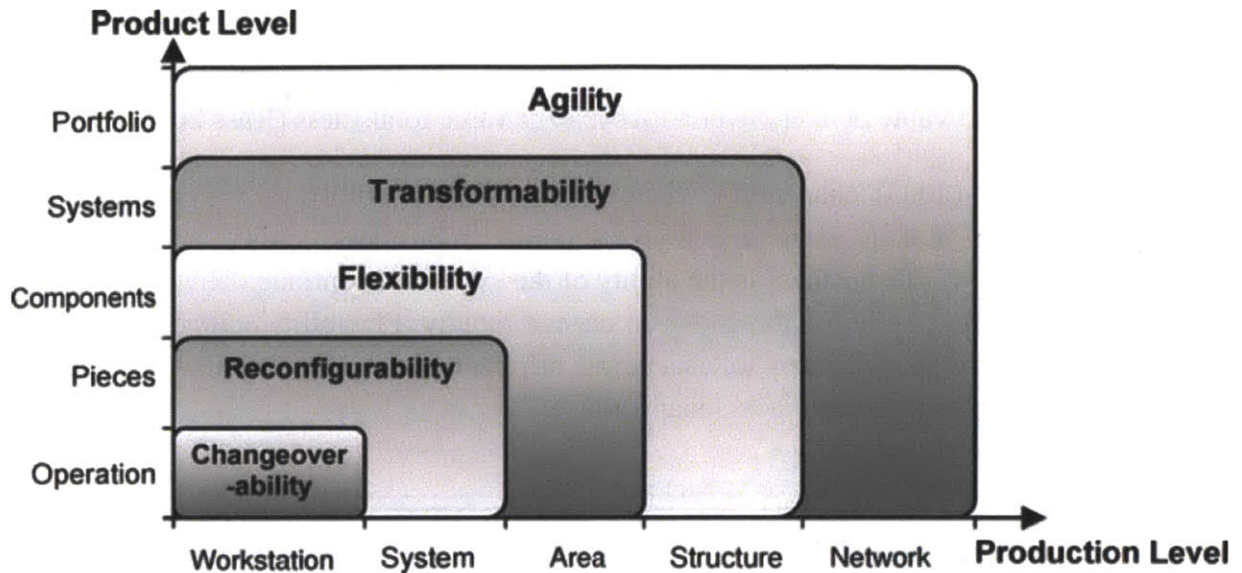 Product Level
Portfolio
Agility
Systems
Transformability
Components
Flexibility
Pieces
Reconfigurability
Operation
Changeover
-ability
Workstation System Area Structure Network Production Level